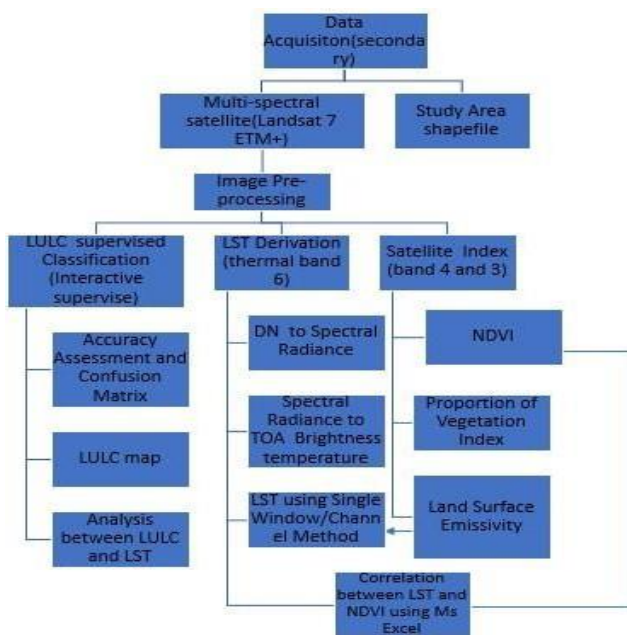 Data
Acquisiton(seconda
ry)
Multi-spectral
satellite(Landsat 7
ETM+)
Study Area
shapefile
Image Pre-
processing
LULC supervised
Classification
(Interactive
supervise)
LST Derivation
(thermal band
6)
Satellite Index
(band 4 and 3)
Accuracy
Assessment and
Confusion
Matrix
LULC map
Analysis
between LULC
and LST
DN to Spectral
Radiance
Spectral
Radiance to
TOA Brightness
temperature
LST using Single
Window/Chann
el Method
NDVI
Proportion of
Vegetation
Index
Land Surface
Emissivity
Correlation
between LST and
NDVI using Ms
Excel